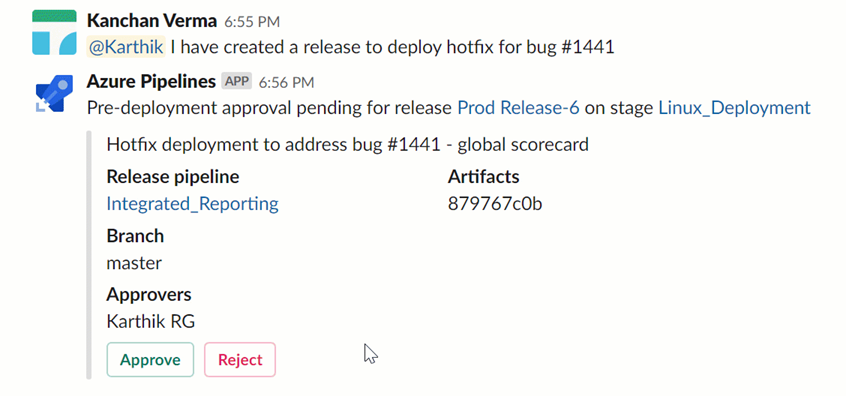 Kanchan Verma 6:55 PM
@Karthik I have created a release to deploy hotfix for bug #1441
Azure Pipelines APP 6:56 PM
Pre-deployment approval pending for release Prod Release-6 on stage Linux_Deployment
Hotfix deployment to address bug #1441 - global scorecard
Release pipeline Artifacts
Integrated_Reporting 879767c0b
Branch
master
Approvers
Karthik RG
Approve Reject